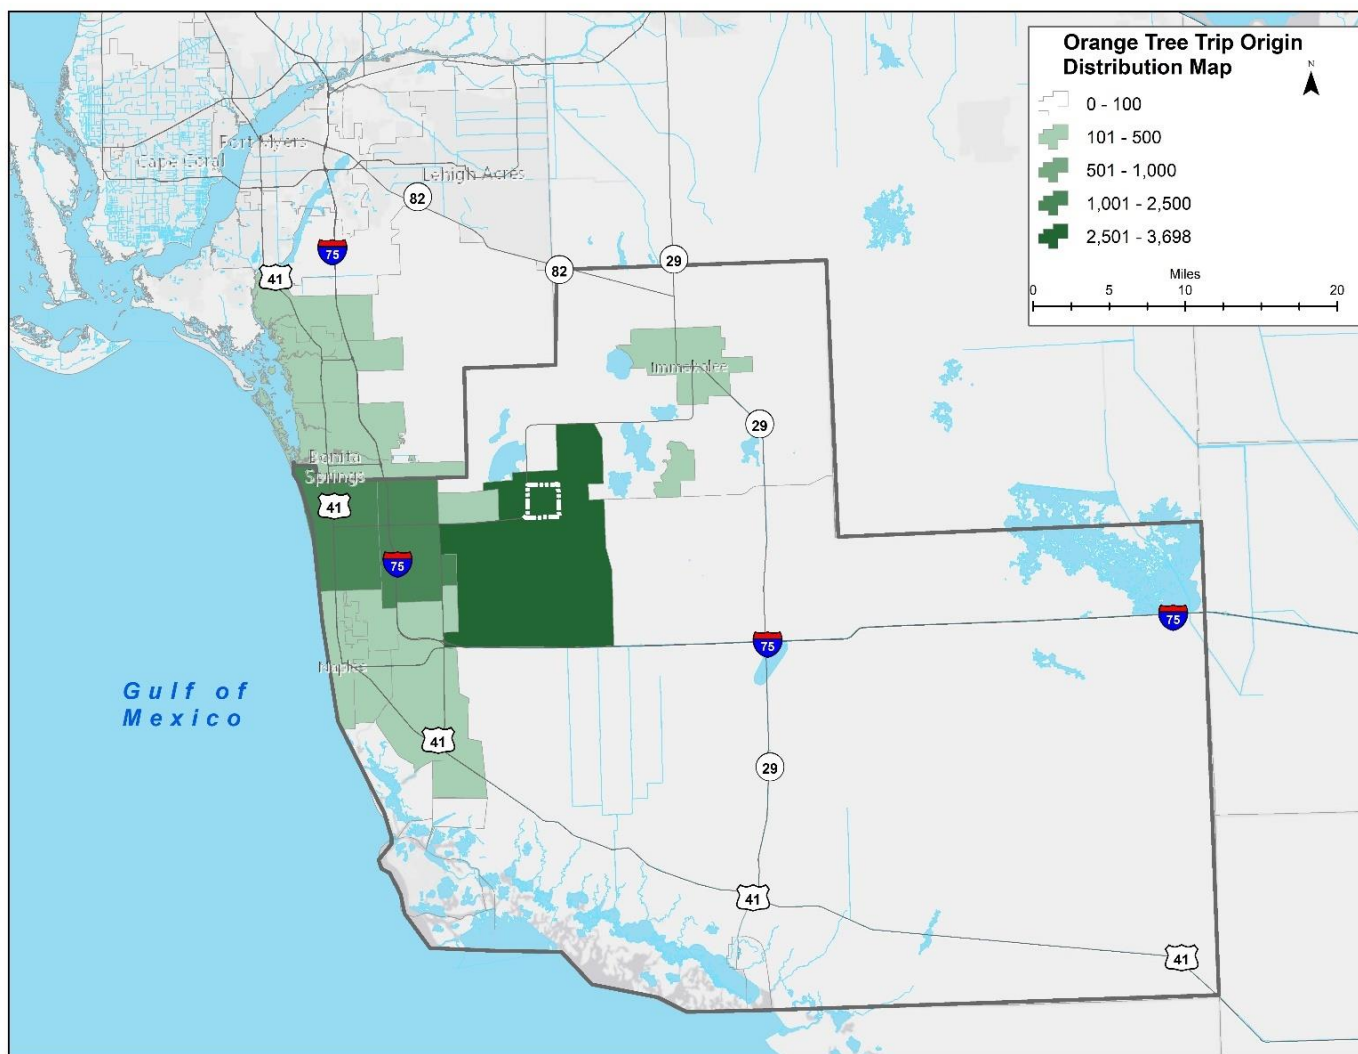 Orange Tree Trip Origin
Distribution Map
N
0 - 100
101 - 500
501 - 1,000
1,001 - 2,500
2,501 - 3,698
Miles
0 5 10 20
Fort Myers
Cape Coral
Lehigh Acres
82
75
41
82
29
Immokalee
29
Bonita
Springs
41
75
75
75
Naples
Gulf of
Mexico
41
29
41
41